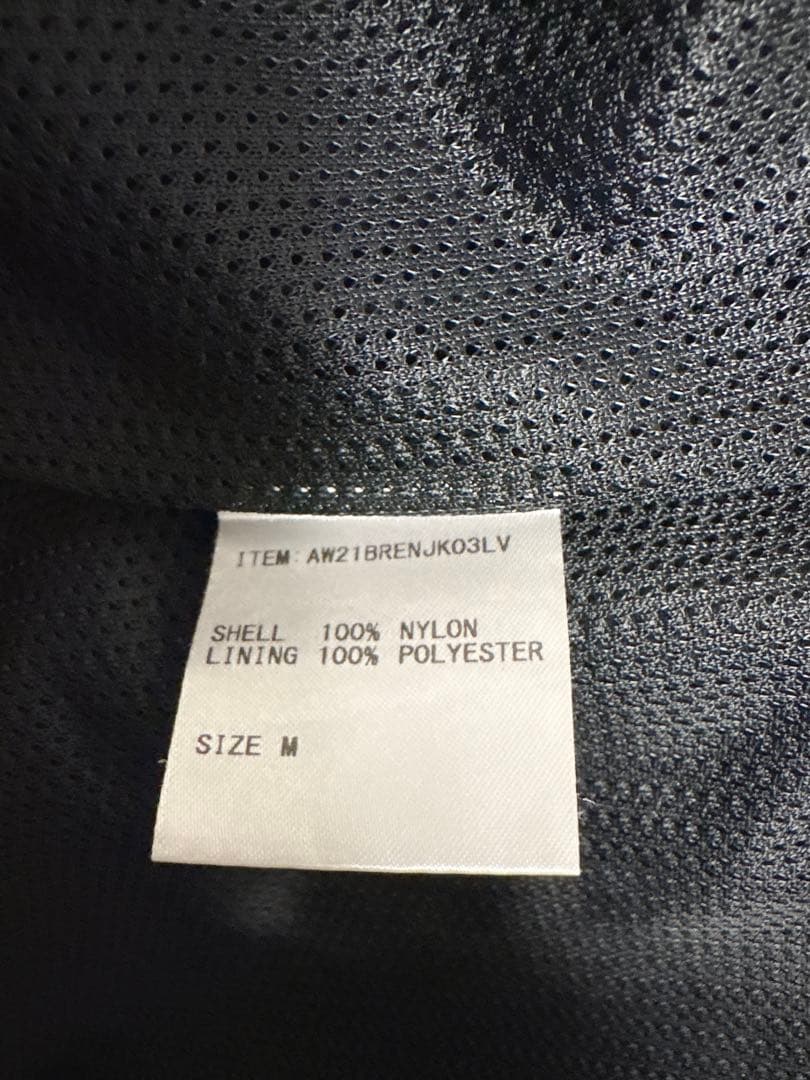 ITEM:AW21BRENJK03LV
SHELL 100% NYLON
LINING 100% POLYESTER
SIZE M